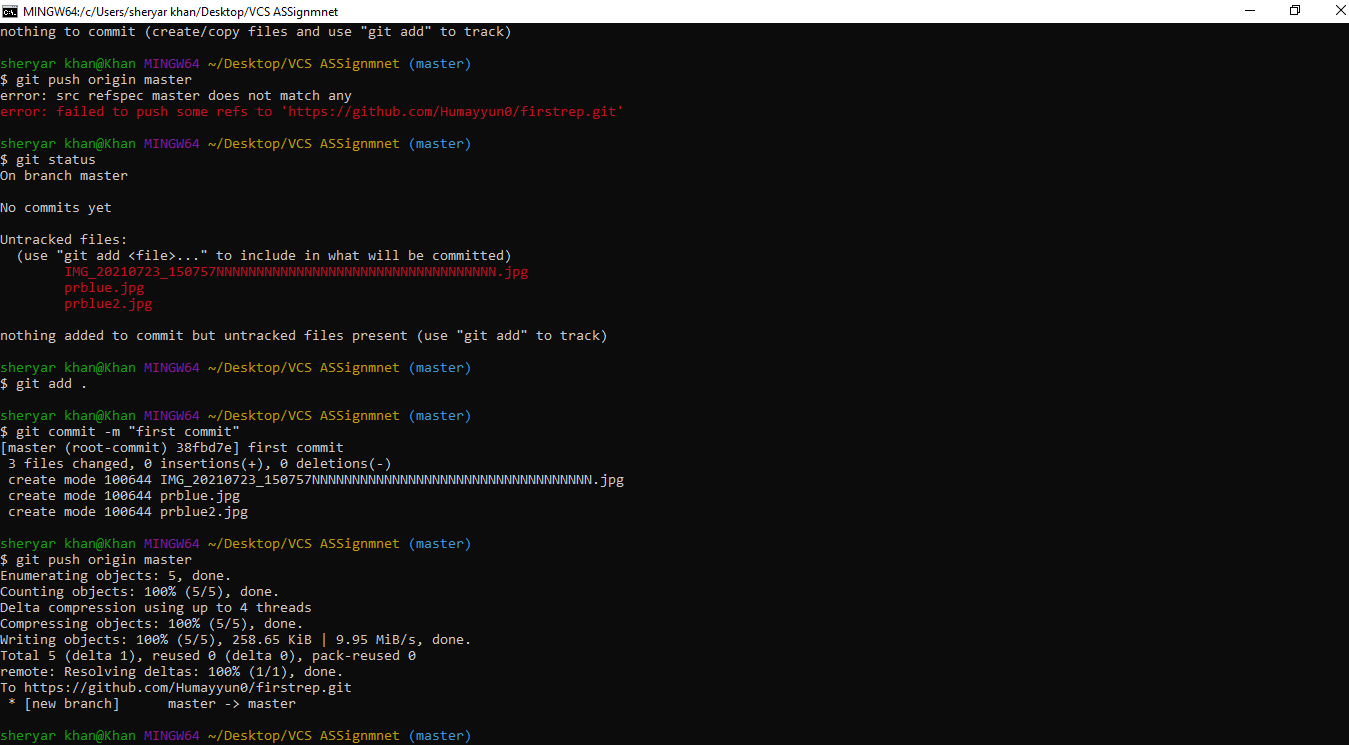 MINGW64:/c/Users/sheryar khan/Desktop/VCS ASSignmnet
nothing to commit (create/copy files and use "git add" to track)
sheryar khan@Khan MINGW64 ~/Desktop/VCS ASSignmnet (master)
$ git push origin master
error: src refspec master does not match any
error: failed to push some refs to 'https://github.com/Humayyun0/firstrep.git'
sheryar khan@Khan MINGW64 ~/Desktop/VCS ASSignmnet (master)
$ git status
On branch master
No commits yet
Untracked files:
  (use "git add <file>..." to include in what will be committed)
        IMG_20210723_150757NNNNNNNNNNNNNNNNNNNNNNNNNNNNNNNNNNN.jpg
        prblue.jpg
        prblue2.jpg
nothing added to commit but untracked files present (use "git add" to track)
sheryar khan@Khan MINGW64 ~/Desktop/VCS ASSignmnet (master)
$ git add .
sheryar khan@Khan MINGW64 ~/Desktop/VCS ASSignmnet (master)
$ git commit -m "first commit"
[master (root-commit) 38fbd7e] first commit
 3 files changed, 0 insertions(+), 0 deletions(-)
 create mode 100644 IMG_20210723_150757NNNNNNNNNNNNNNNNNNNNNNNNNNNNNNNNNNN.jpg
 create mode 100644 prblue.jpg
 create mode 100644 prblue2.jpg
sheryar khan@Khan MINGW64 ~/Desktop/VCS ASSignmnet (master)
$ git push origin master
Enumerating objects: 5, done.
Counting objects: 100% (5/5), done.
Delta compression using up to 4 threads
Compressing objects: 100% (5/5), done.
Writing objects: 100% (5/5), 258.65 KiB | 9.95 MiB/s, done.
Total 5 (delta 1), reused 0 (delta 0), pack-reused 0
remote: Resolving deltas: 100% (1/1), done.
To https://github.com/Humayyun0/firstrep.git
 * [new branch]      master -> master
sheryar khan@Khan MINGW64 ~/Desktop/VCS ASSignmnet (master)